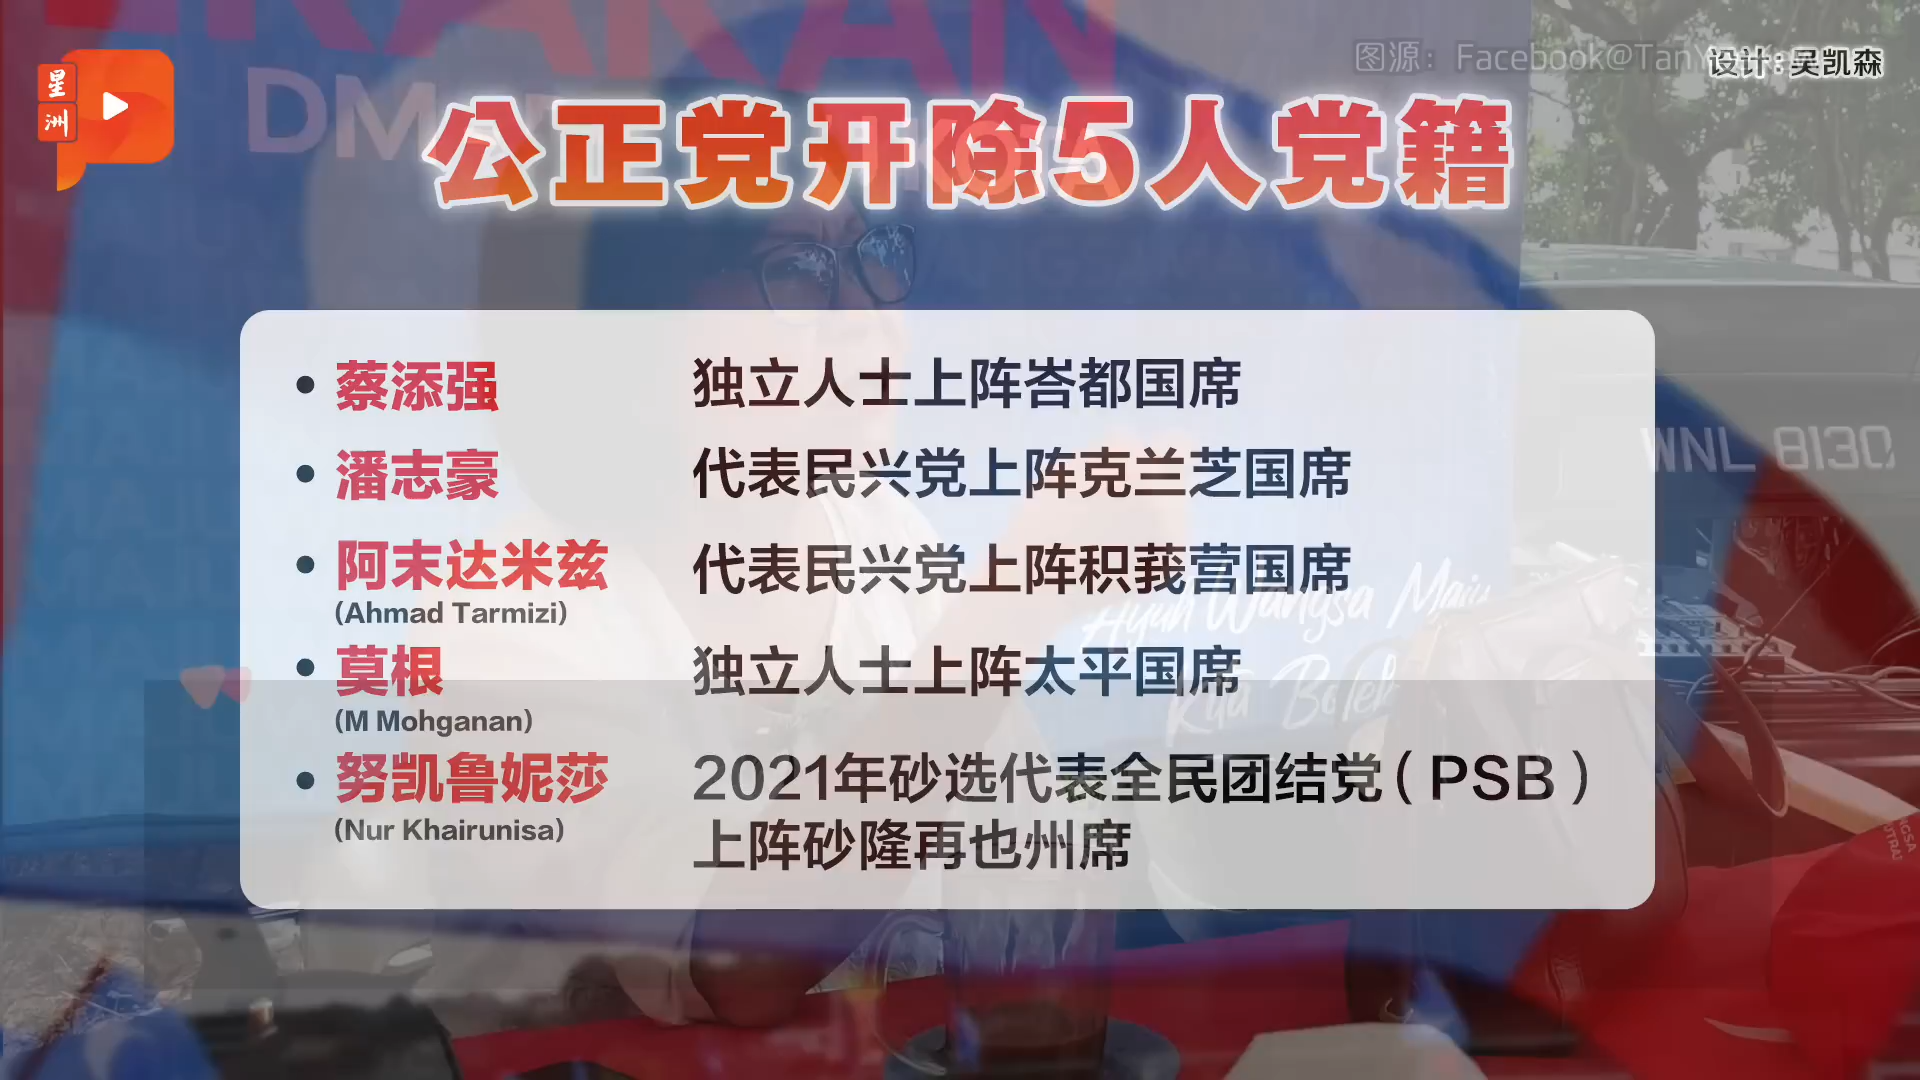 星洲
图源：Facebook@Tan
设计:吴凯森
公正党开除5人党籍
• 蔡添强 独立人士上阵峇都国席
• 潘志豪 代表民兴党上阵克兰芝国席
• 阿末达米兹 代表民兴党上阵积莪营国席
(Ahmad Tarmizi)
• 莫根 独立人士上阵太平国席
(M Mohganan)
• 努凯鲁妮莎 2021年砂选代表全民团结党（PSB）
(Nur Khairunisa) 上阵砂隆再也州席
WNL 8130
Wangsa Maju
Kita Boleh